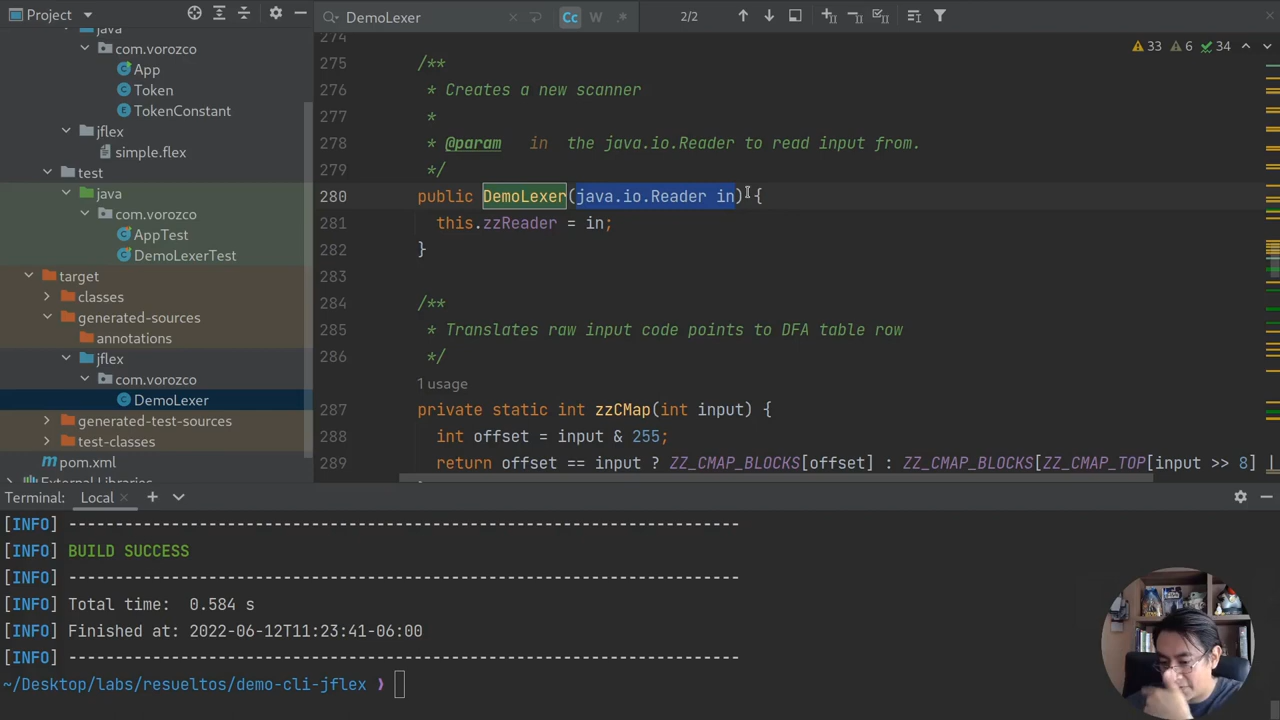 Project
DemoLexer
Cc
W
.*
2/2
java
com.vorozco
App
Token
TokenConstant
jflex
simple.flex
test
java
com.vorozco
AppTest
DemoLexerTest
target
classes
generated-sources
annotations
jflex
com.vorozco
DemoLexer
generated-test-sources
test-classes
pom.xml
External Libraries
33 6 34
274
275 /**
276 * Creates a new scanner
277 *
278 * @param in the java.io.Reader to read input from.
279 */
280 public DemoLexer(java.io.Reader in) {
281 this.zzReader = in;
282 }
283
284 /**
285 * Translates raw input code points to DFA table row
286 */
1 usage
287 private static int zzCMap(int input) {
288 int offset = input & 255;
289 return offset == input ? ZZ_CMAP_BLOCKS[offset] : ZZ_CMAP_BLOCKS[ZZ_CMAP_TOP[input >> 8] |
Terminal: Local
[INFO] ------------------------------------------------------------------------
[INFO] BUILD SUCCESS
[INFO] ------------------------------------------------------------------------
[INFO] Total time:  0.584 s
[INFO] Finished at: 2022-06-12T11:23:41-06:00
[INFO] ------------------------------------------------------------------------
~/Desktop/labs/resueltos/demo-cli-jflex ❯